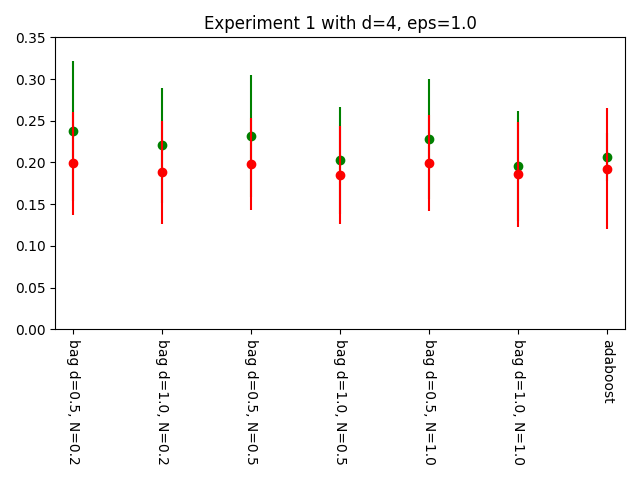 Experiment 1 with d=4, eps=1.0
0.35
0.30
0.25
0.20
0.15
0.10
0.05
0.00
bag d=0.5, N=0.2
bag d=1.0, N=0.2
bag d=0.5, N=0.5
bag d=1.0, N=0.5
bag d=0.5, N=1.0
bag d=1.0, N=1.0
adaboost